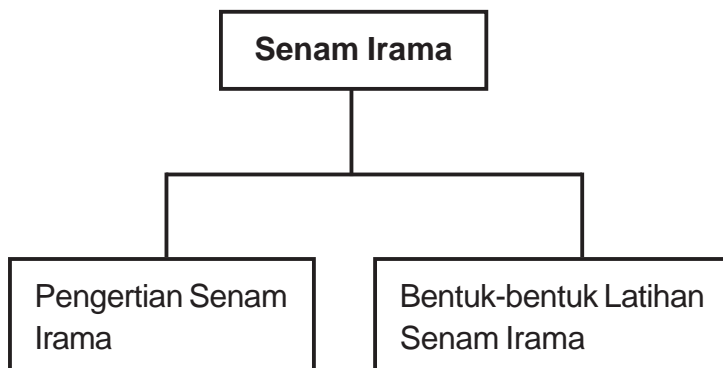 Senam Irama
Pengertian Senam
Irama
Bentuk-bentuk Latihan
Senam Irama